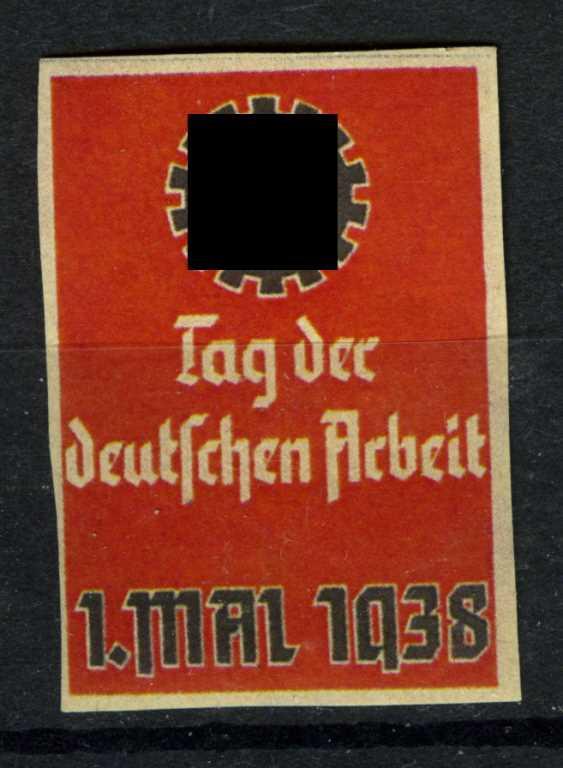 Tag der
deutschen Arbeit
1. MAI 1938